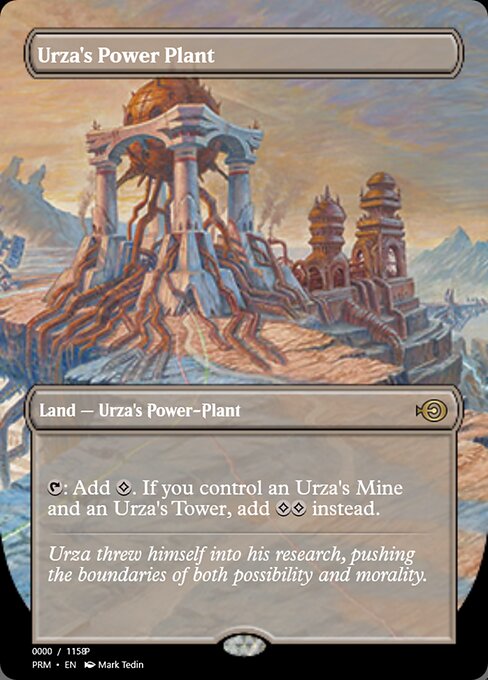 Urza's Power Plant
Land — Urza's Power-Plant
: Add . If you control an Urza's Mine
and an Urza's Tower, add instead.
Urza threw himself into his research, pushing
the boundaries of both possibility and morality.
0000 / 1158P
PRM • EN Mark Tedin